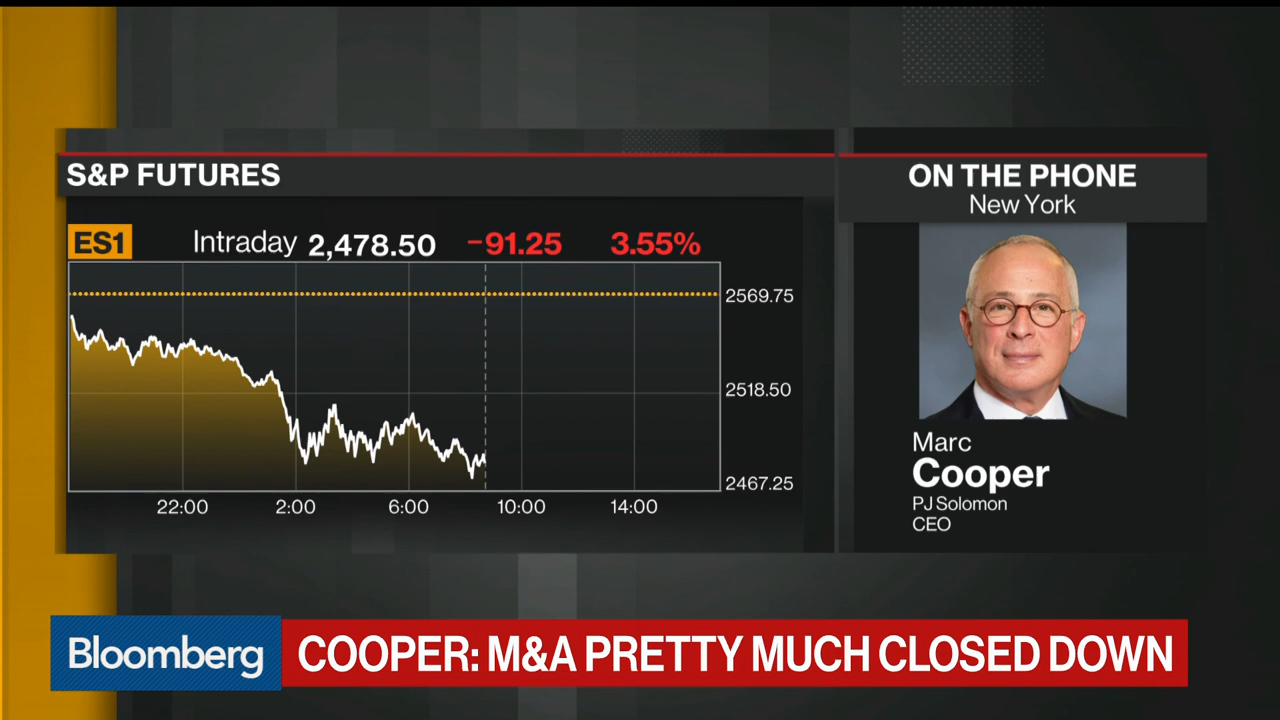 S&P FUTURES
ES1 Intraday 2,478.50 -91.25 3.55%
2569.75
2518.50
2467.25
22:00 2:00 6:00 10:00 14:00
ON THE PHONE
New York
Marc
Cooper
PJ Solomon
CEO
Bloomberg
COOPER: M&A PRETTY MUCH CLOSED DOWN